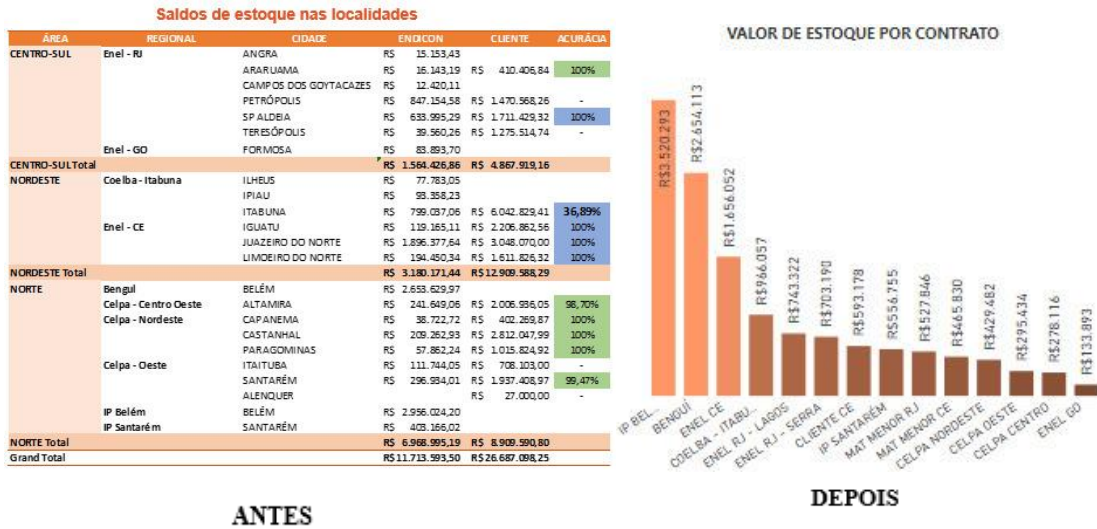 Saldos de estoque nas localidades
ÁREA REGIONAL CIDADE ENDICON CLIENTE ACURÁCIA
CENTRO-SUL Enel - RJ ANGRA R$ 15.153,43
ARARUAMA R$ 16.143,19 R$ 410.406,84 100%
CAMPOS DOS GOYTACAZES R$ 12.420,11
PETRÓPOLIS R$ 847.154,58 R$ 1.470.568,26 -
SP ALDEIA R$ 633.995,29 R$ 1.711.429,32 100%
TERESÓPOLIS R$ 39.560,26 R$ 1.275.514,74 -
Enel - GO FORMOSA R$ 83.893,70
CENTRO-SUL Total R$ 1.564.426,86 R$ 4.867.919,16
NORDESTE Coelba - Itabuna ILHEUS R$ 77.783,05
IPIAU R$ 93.358,23
ITABUNA R$ 799.037,06 R$ 6.042.829,41 36,89%
Enel - CE IGUATU R$ 119.165,11 R$ 2.206.862,56 100%
JUAZEIRO DO NORTE R$ 1.896.377,64 R$ 3.048.070,00 100%
LIMOEIRO DO NORTE R$ 194.450,34 R$ 1.611.826,32 100%
NORDESTE Total R$ 3.180.171,44 R$12.909.588,29
NORTE Bengui BELÉM R$ 2.653.629,97
Celpa - Centro Oeste ALTAMIRA R$ 241.649,06 R$ 2.006.936,05 98,70%
Celpa - Nordeste CAPANEMA R$ 38.722,72 R$ 402.269,87 100%
CASTANHAL R$ 209.262,93 R$ 2.812.047,99 100%
PARAGOMINAS R$ 57.862,24 R$ 1.015.824,92 100%
Celpa - Oeste ITAITUBA R$ 111.744,05 R$ 708.103,00 -
SANTARÉM R$ 296.934,01 R$ 1.937.408,97 99,47%
ALENQUER R$ 27.000,00 -
IP Belém BELÉM R$ 2.956.024,20
IP Santarém SANTARÉM R$ 403.166,02
NORTE Total R$ 6.968.995,19 R$ 8.909.590,80
Grand Total R$11.713.593,50 R$26.687.098,25
ANTES
VALOR DE ESTOQUE POR CONTRATO
R$3.520.293
R$2.654.113
R$1.656.052
R$966.057
R$743.322
R$703.190
R$593.178
R$556.755
R$527.846
R$465.830
R$429.482
R$295.434
R$278.116
R$133.893
IP BEL...
BENGUÍ
ENEL CE
COELBA - ITABU...
ENEL RJ - LAGOS
ENEL RJ - SERRA
CLIENTE CE
IP SANTARÉM
MAT MENOR RJ
MAT MENOR CE
CELPA NORDESTE
CELPA OESTE
CELPA CENTRO
ENEL GO
DEPOIS